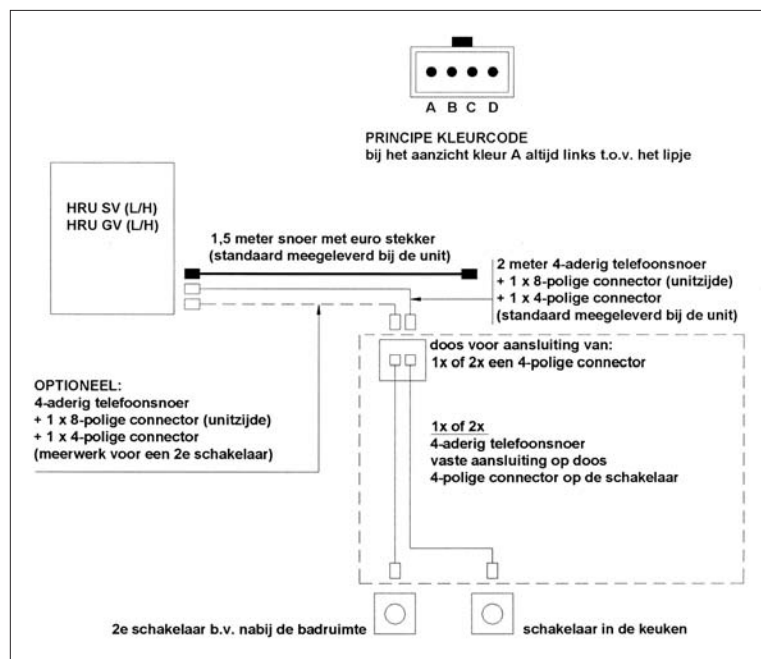 A B C D
PRINCIPE KLEURCODE
bij het aanzicht kleur A altijd links t.o.v. het lipje
HRU SV (L/H)
HRU GV (L/H)
1,5 meter snoer met euro stekker
(standaard meegeleverd bij de unit)
2 meter 4-aderig telefoonsnoer
+ 1 x 8-polige connector (unitzijde)
+ 1 x 4-polige connector
(standaard meegeleverd bij de unit)
doos voor aansluiting van:
1x of 2x een 4-polige connector
OPTIONEEL:
4-aderig telefoonsnoer
+ 1 x 8-polige connector (unitzijde)
+ 1 x 4-polige connector
(meerwerk voor een 2e schakelaar)
1x of 2x
4-aderig telefoonsnoer
vaste aansluiting op doos
4-polige connector op de schakelaar
2e schakelaar b.v. nabij de badruimte
schakelaar in de keuken